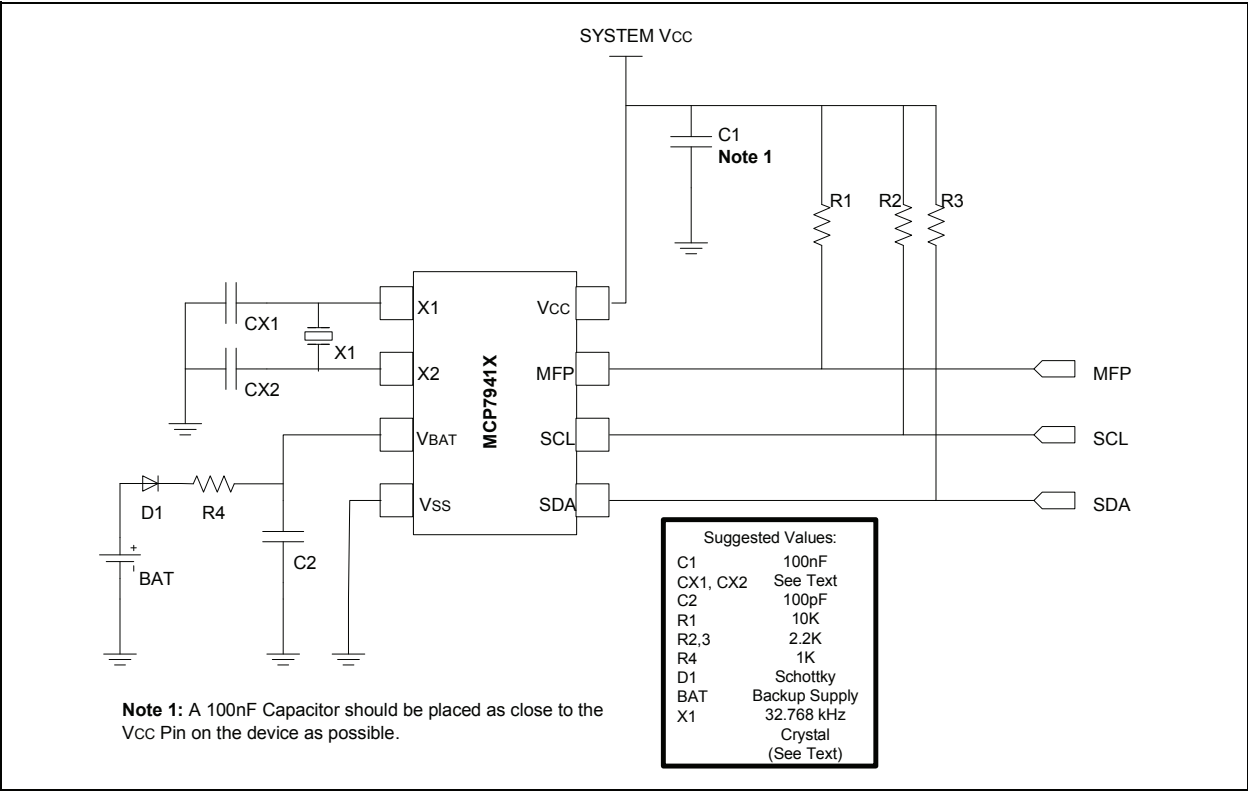 SYSTEM VCC
C1
Note 1
R1
R2
R3
CX1
X1
CX2
X1
X2
VBAT
VSS
MCP7941X
VCC
MFP
SCL
SDA
MFP
SCL
SDA
D1
R4
C2
+
-
BAT
Suggested Values:
C1 100nF
CX1, CX2 See Text
C2 100pF
R1 10K
R2,3 2.2K
R4 1K
D1 Schottky
BAT Backup Supply
X1 32.768 kHz
Crystal
(See Text)
Note 1: A 100nF Capacitor should be placed as close to the
VCC Pin on the device as possible.